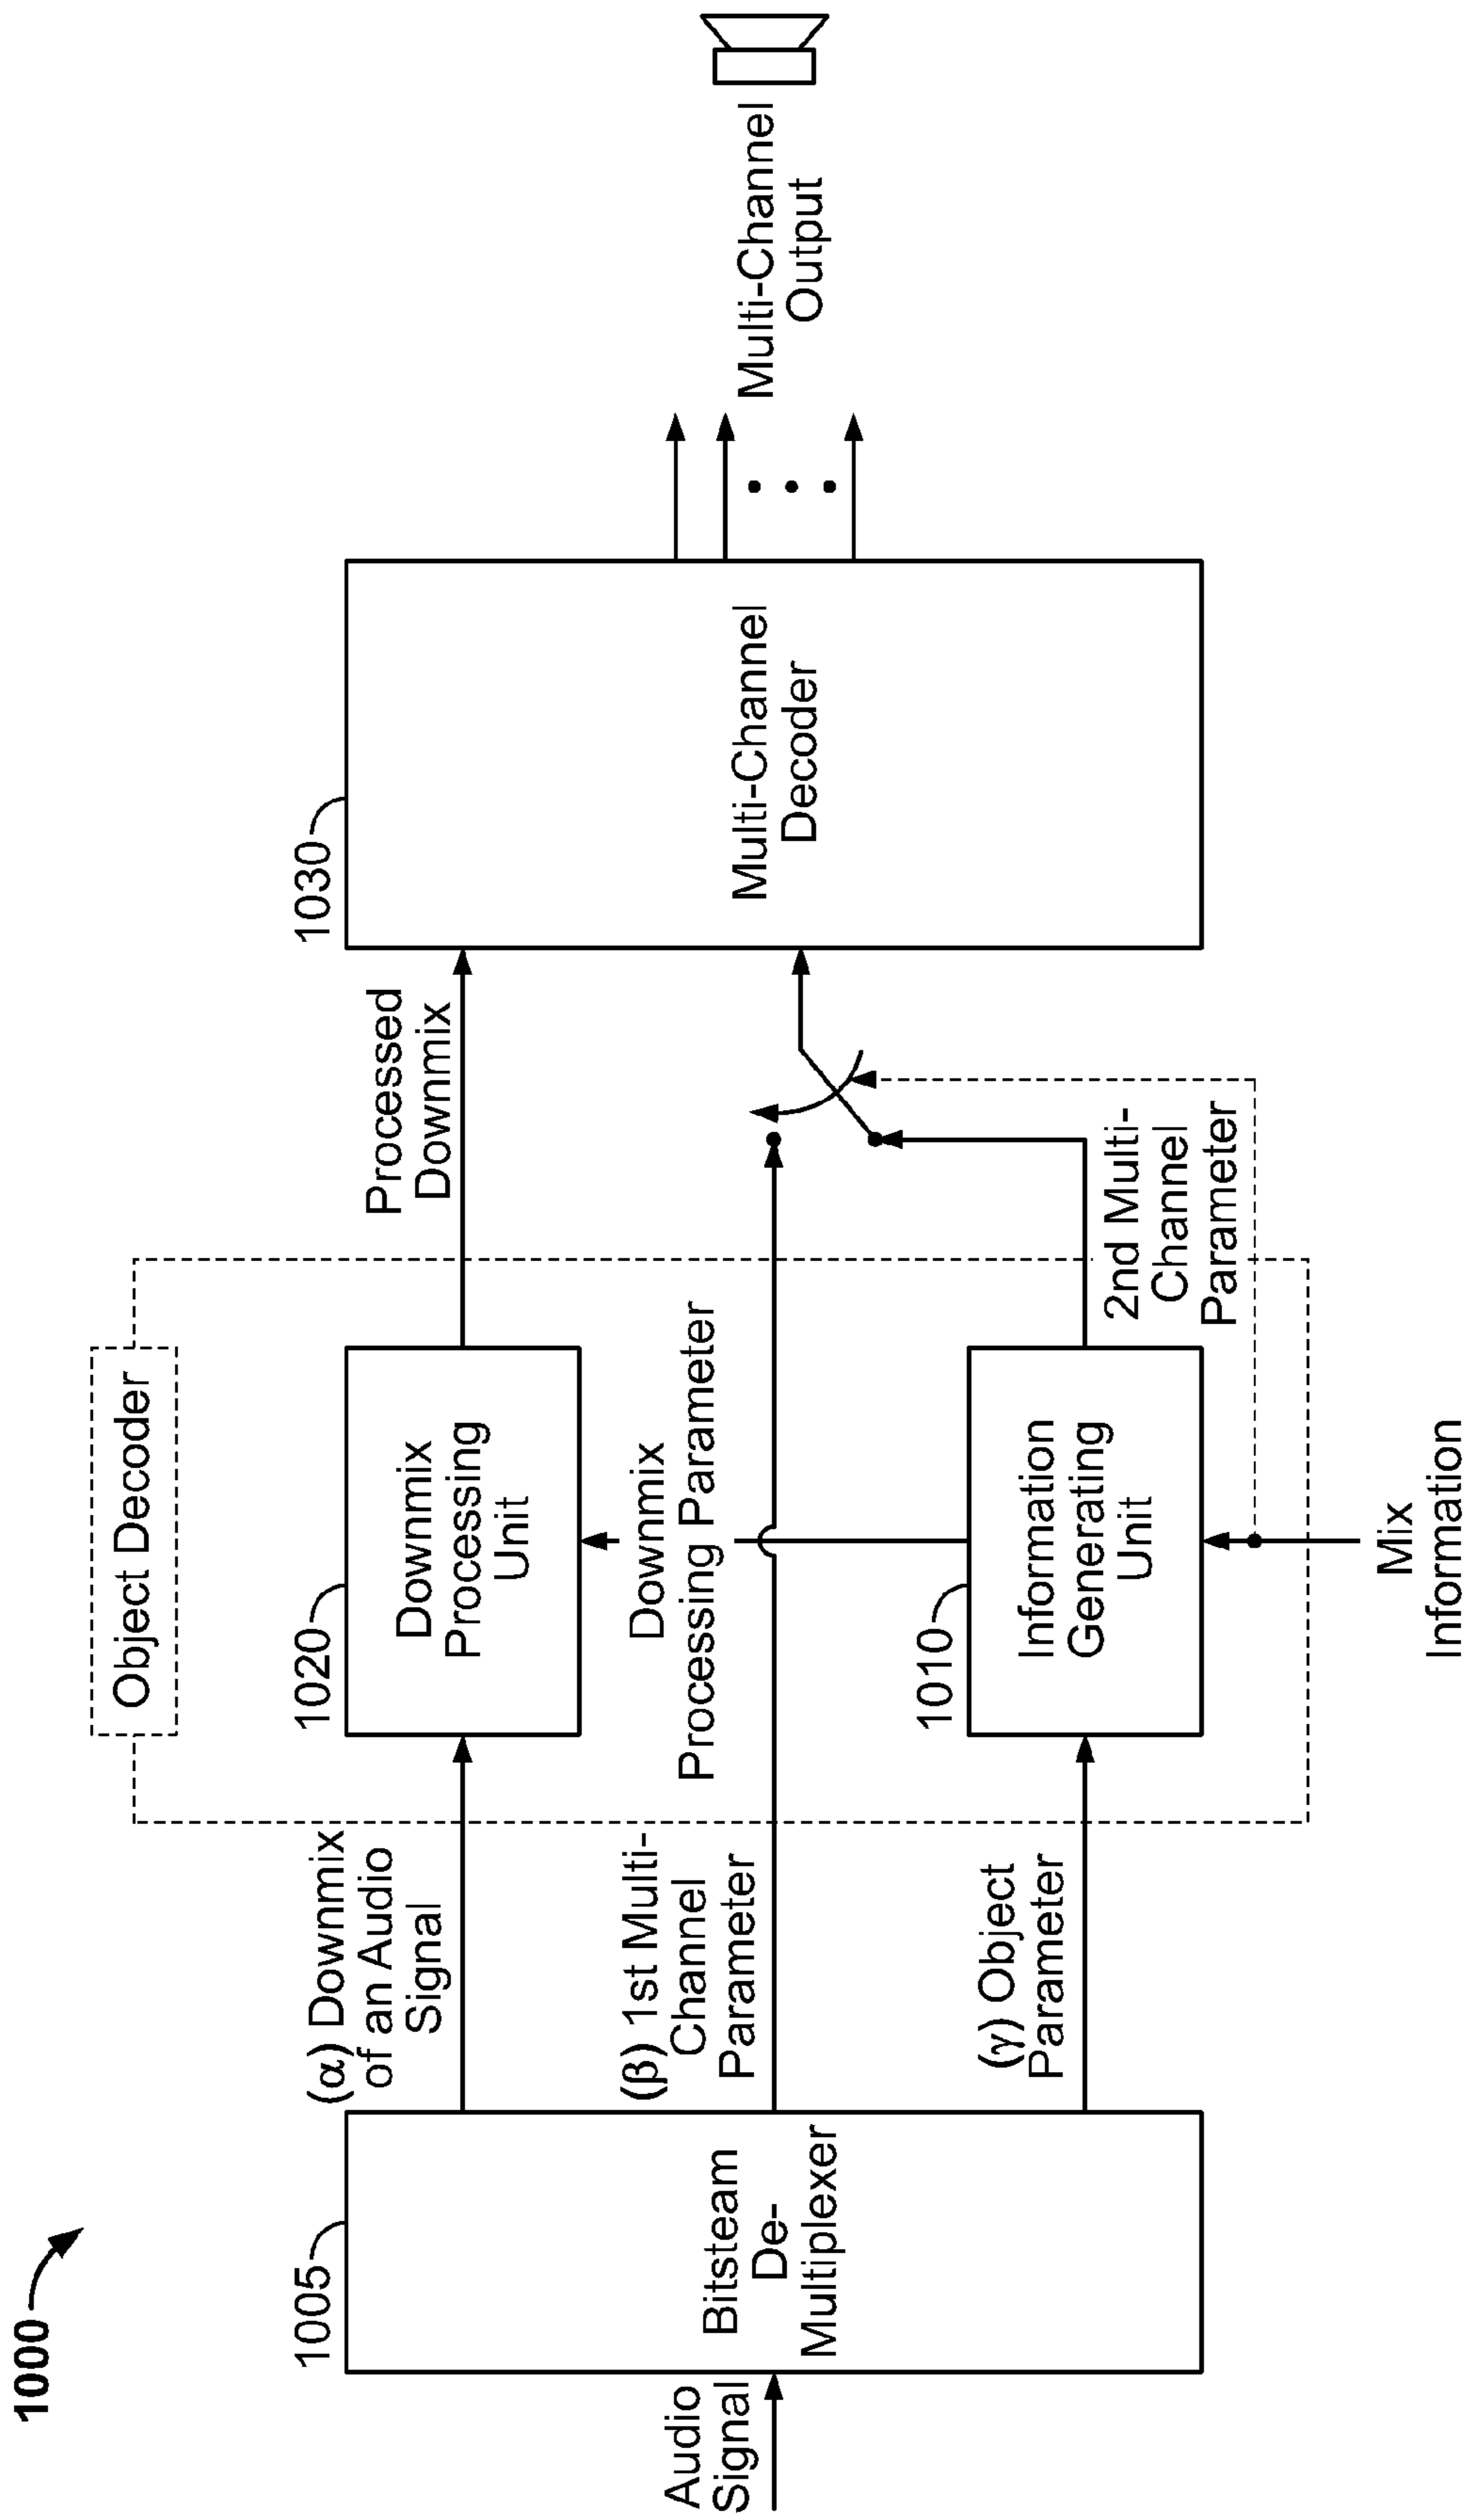 1000
Object Decoder
1005
1020
1030
(α) Downmix
of an Audio
Signal
Processed
Downmix
Downmix
Processing
Unit
Audio
Signal
Bitsteam
De-
Multiplexer
(β) 1st Multi-
Channel
Parameter
Downmix
Processing Parameter
Multi-Channel
Decoder
Multi-Channel
Output
1010
(γ) Object
Parameter
Information
Generating
Unit
2nd Multi-
Channel
Parameter
Mix
Information